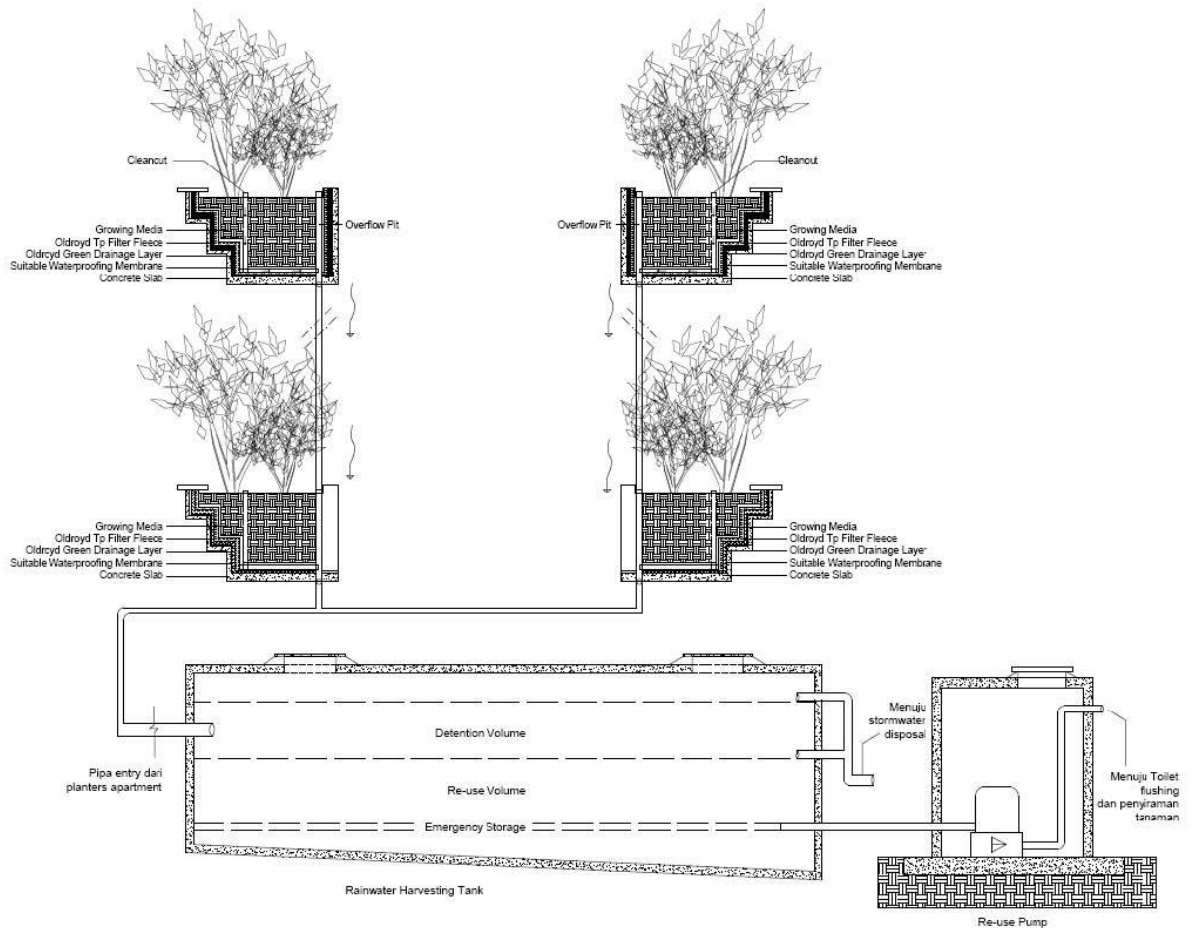 Cleancut
Cleancut
Growing Media
Oldroyd Tp Filter Fleece
Oldrcyd Green Drainage Layer
Suitable Waterproofing Membrane
Concrete Slab
Overflow Pit
Overflow Pit
Growing Media
Oldroyd Tp Filter Fleece
Oldroyd Green Drainage Layer
Suitable Waterproofing Membrane
Concrete Slab
Growing Media
Oldroyd Tp Filter Fleece
Oldrcyd Green Drainage Layer
Suitable Waterproofing Membrane
Concrete Slab
Growing Media
Oldroyd Tp Filter Fleece
Oldroyd Green Drainage Layer
Suitable Waterproofing Membrane
Concrete Slab
Pipa entry dari
planters apartment
Detention Volume
Re-use Volume
Emergency Storage
Rainwater Harvesting Tank
Menuju
stormwater
disposal
Menuju Toilet
flushing
dan penyiraman
tanaman
Re-use Pump